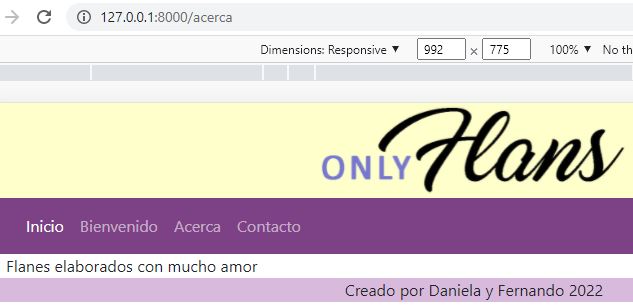 127.0.0.1:8000/acerca
Dimensions: Responsive ▼ 992 × 775 100% ▼ No th
ONLY Flans
Inicio Bienvenido Acerca Contacto
Flanes elaborados con mucho amor
Creado por Daniela y Fernando 2022